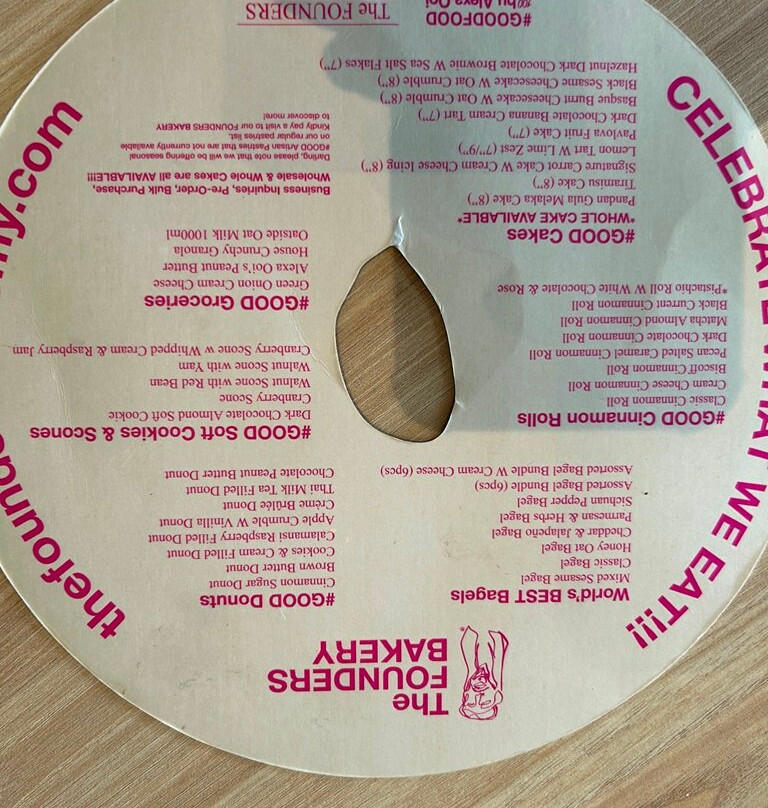 The
FOUNDERS
BAKERY
World's BEST Bagels
Mixed Sesame Bagel
Classic Bagel
Honey Oat Bagel
Cheddar & Jalapeño Bagel
Parmesan & Herbs Bagel
Sichuan Pepper Bagel
Assorted Bagel Bundle (6pcs)
Assorted Bagel Bundle W Cream Cheese (6pcs)
#GOOD Donuts
Cinnamon Sugar Donut
Brown Butter Donut
Cookies & Cream Filled Donut
Calamansi Raspberry Filled Donut
Apple Crumble W Vinilla Donut
Crème Brûlée Donut
Thai Milk Tea Filled Donut
Chocolate Peanut Butter Donut
#GOOD Cinnamon Rolls
Classic Cinnamon Roll
Cream Cheese Cinnamon Roll
Biscoff Cinnamon Roll
Pecan Salted Caramel Cinnamon Roll
Dark Chocolate Cinnamon Roll
Matcha Almond Cinnamon Roll
Black Current Cinnamon Roll
*Pistachio Roll W White Chocolate & Rose
#GOOD Soft Cookies & Scones
Dark Chocolate Almond Soft Cookie
Cranberry Scone
Walnut Scone with Red Bean
Walnut Scone with Yam
Cranberry Scone w Whipped Cream & Raspberry Jam
#GOOD Cakes
*WHOLE CAKE AVAILABLE*
Pandan Gula Melaka Cake (8")
Tiramisu Cake (8")
Signature Carrot Cake W Cream Cheese Icing (8")
Lemon Tart W Lime Zest (7"/9")
Pavlova Fruit Cake (7")
Dark Chocolate Banana Cream Tart (7")
Basque Burnt Cheesecake W Oat Crumble (8")
Black Sesame Cheesecake W Oat Crumble (8")
Hazelnut Dark Chocolate Brownie W Sea Salt Flakes (7")
#GOOD Groceries
Green Onion Cream Cheese
Alexa Ooi's Peanut Butter
House Crunchy Granola
Oatside Oat Milk 1000ml
Business Inquiries, Pre-Order, Bulk Purchase,
Wholesale & Whole Cakes are all AVAILABLE!!!
Darling, please note that we will be offering seasonal
#GOOD Artisan Pastries that are not currently available
on our regular pastries list.
Kindly pay a visit to our FOUNDERS BAKERY
to discover more!
#GOODFOOD
by Alexa Ooi
The FOUNDERS
CELEBRATE WHAT WE EAT!!!
thefound
ny.com